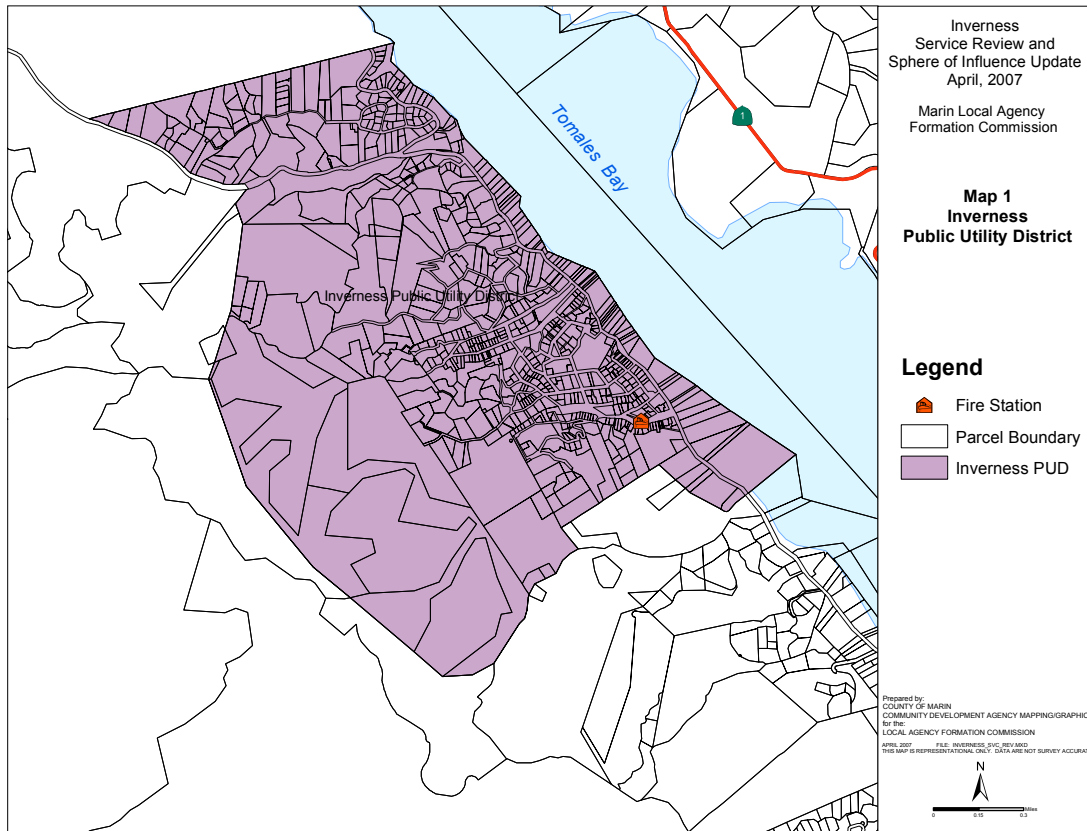 Inverness
Service Review and
Sphere of Influence Update
April, 2007
Marin Local Agency
Formation Commission
Map 1
Inverness
Public Utility District
Tomales Bay
1
Inverness Public Utility District
Legend
Fire Station
Parcel Boundary
Inverness PUD
Prepared by:
COUNTY OF MARIN
COMMUNITY DEVELOPMENT AGENCY MAPPING/GRAPHIC
for the:
LOCAL AGENCY FORMATION COMMISSION
APRIL 2007 FILE: INVERNESS_SVC_REV.MXD
THIS MAP IS REPRESENTATIONAL ONLY. DATA ARE NOT SURVEY ACCURAT
N
Miles
0 0.15 0.3